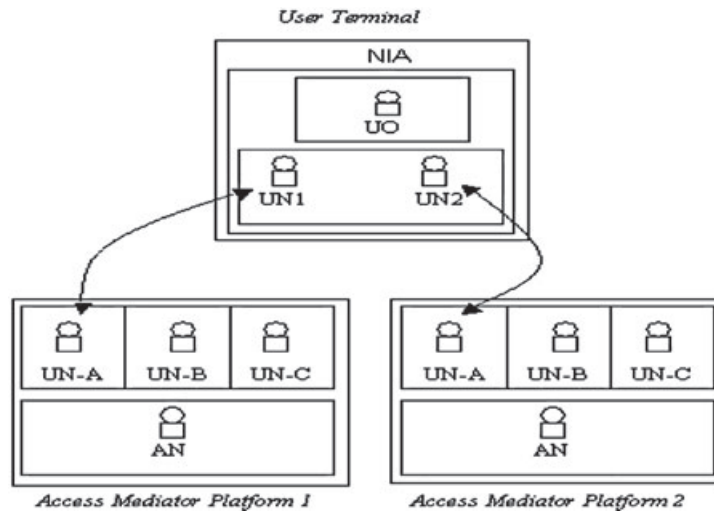 User Terminal
NIA
UO
UN1 UN2
UN-A UN-B UN-C UN-A UN-B UN-C
AN AN
Access Mediator Platform 1 Access Mediator Platform 2